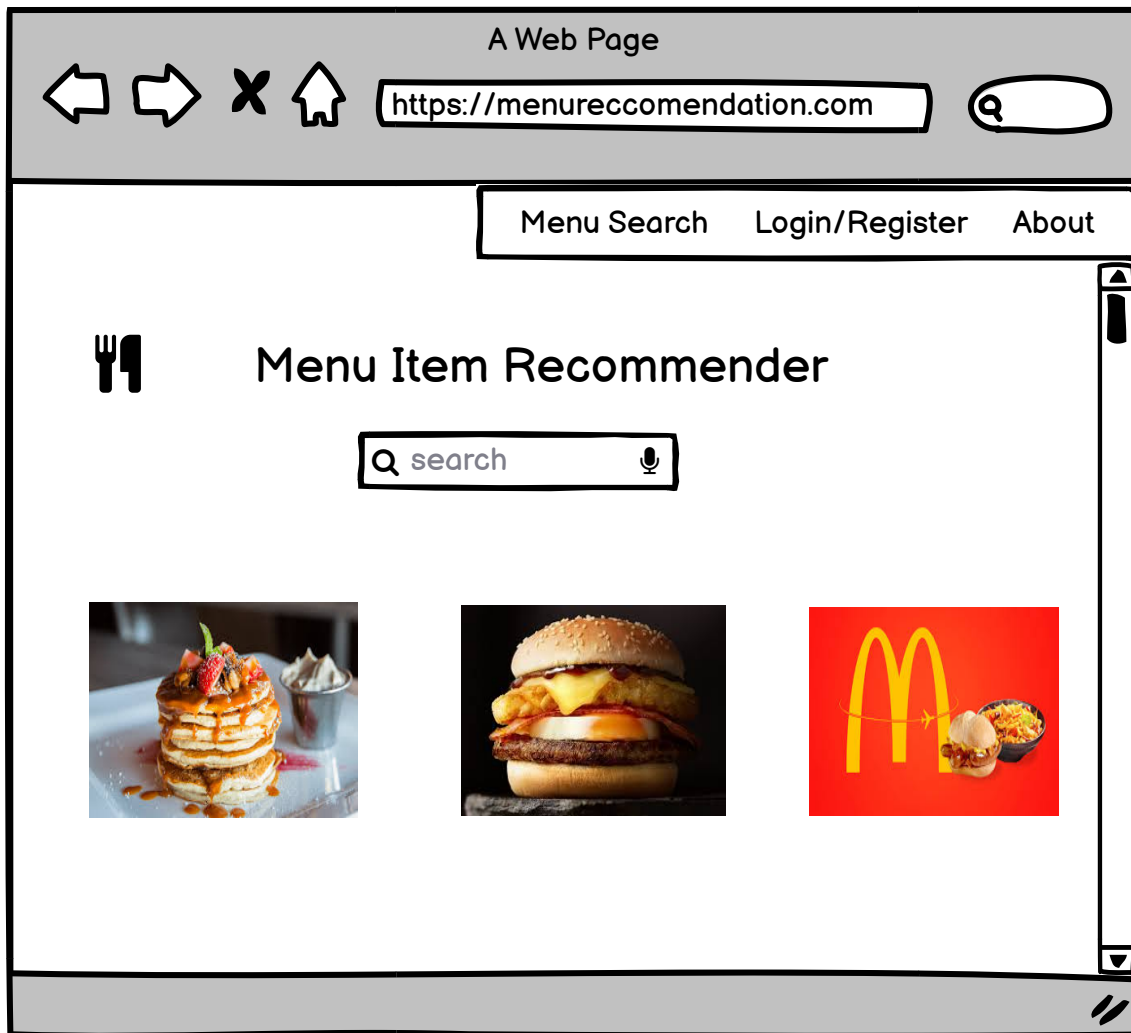 A Web Page
https://menureccomendation.com
Menu Search Login/Register About
Menu Item Recommender
search